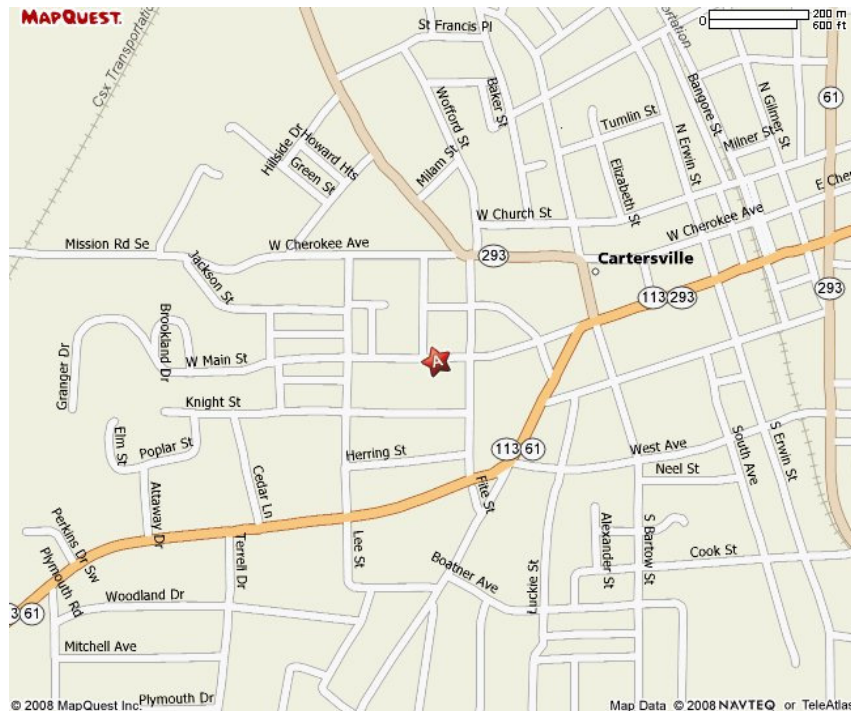 MAPQUEST.
0
200 m
600 ft
St Francis Pl
Csx Transportation
Wofford St
Baker St
Bangore St
N Gilmer St
61
Tumlin St
N Erwin St
Milner St
Hillside Dr
Howard Hts
Green St
Milam St
Elizabeth St
W Church St
W Cherokee Ave
Mission Rd Se
W Cherokee Ave
293
Cartersville
Jackson St
113
293
293
Brookland Dr
Granger Dr
W Main St
A
Knight St
Elm St
Poplar St
Cedar Ln
Herring St
113
61
West Ave
Neel St
South Ave
S Erwin St
Attaway Dr
Fite St
Perkins Dr Sw
Plymouth Rd
Terrell Dr
Lee St
Alexander St
S Bartow St
Cook St
Boatner Ave
Luckie St
61
Woodland Dr
Mitchell Ave
Plymouth Dr
© 2008 MapQuest Inc.
Map Data © 2008 NAVTEQ or TeleAtlas